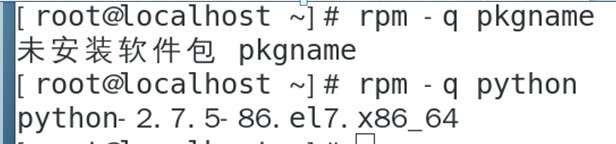 [root@localhost ~]# rpm -q pkgname
未安装软件包 pkgname
[root@localhost ~]# rpm -q python
python-2.7.5-86.el7.x86_64